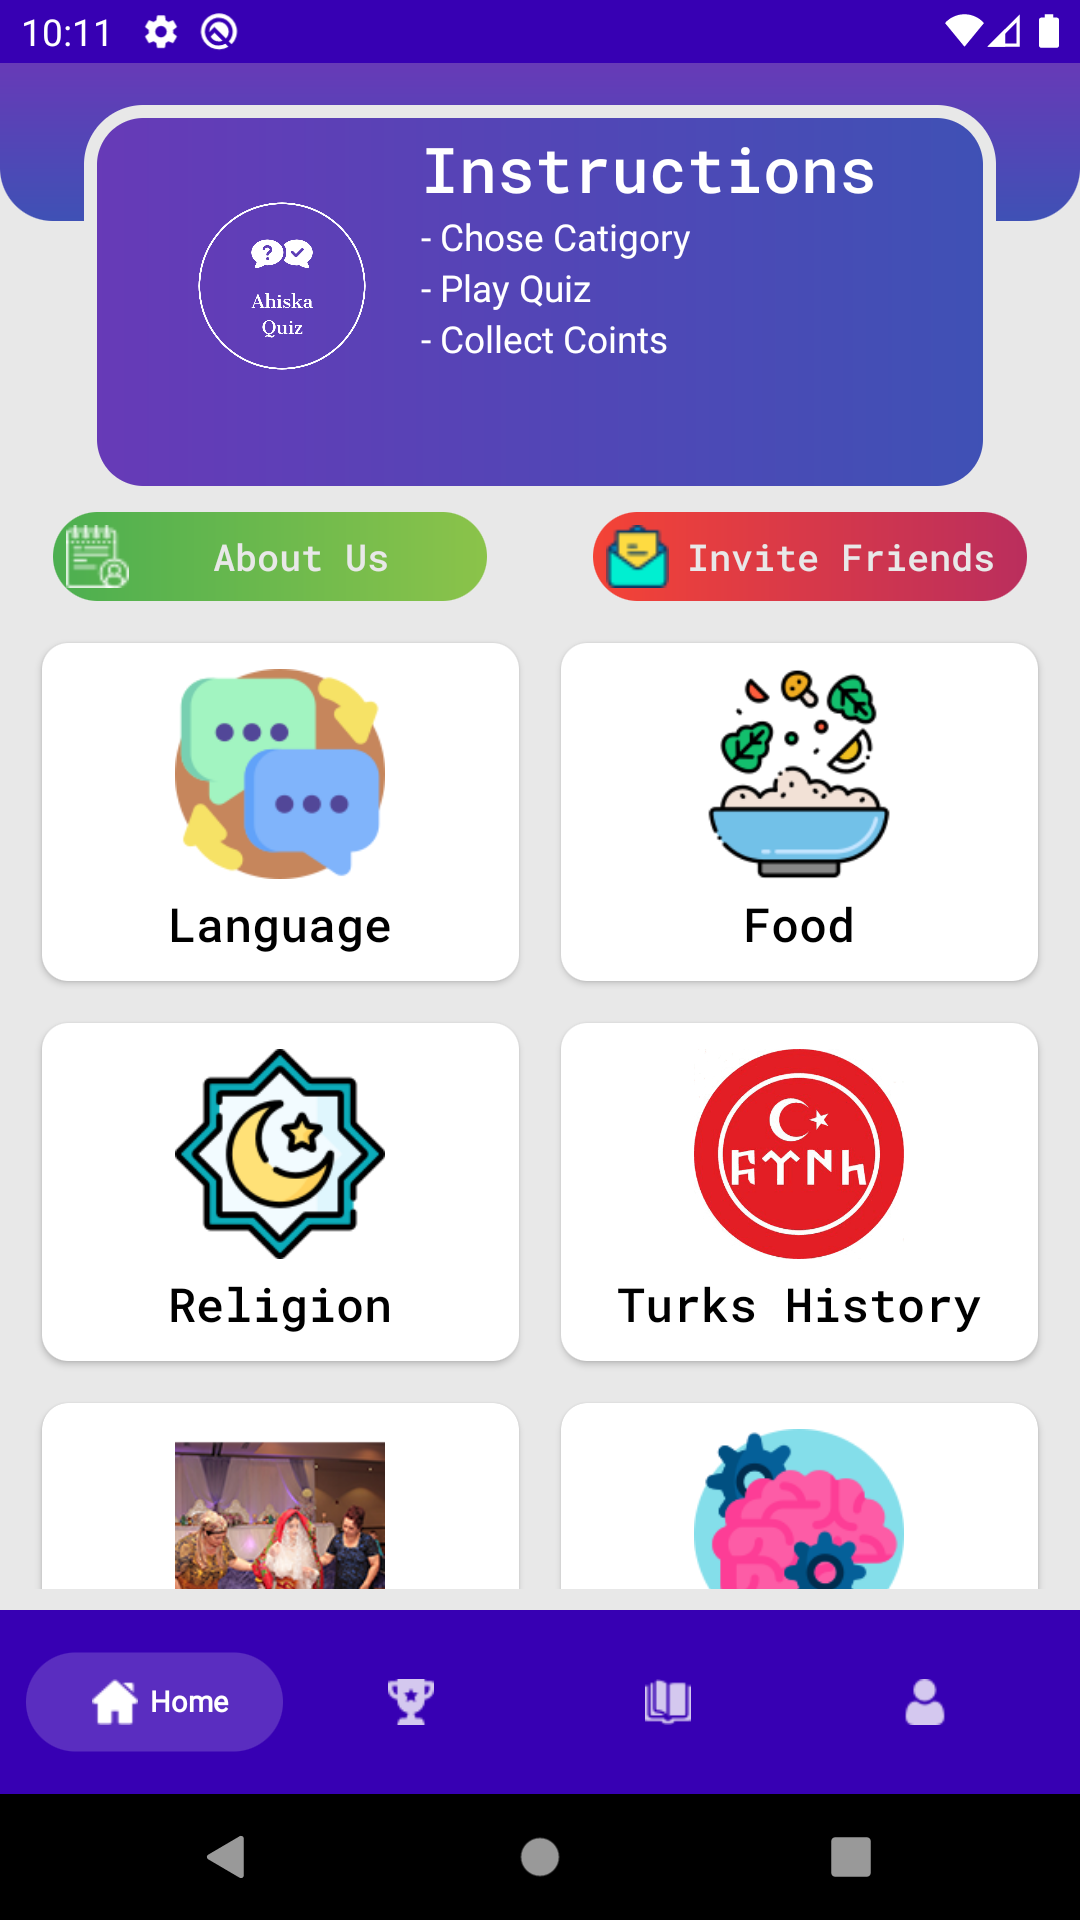 10:11
Instructions
- Chose Catigory
- Play Quiz
- Collect Coints
Ahiska
Quiz
About Us
Invite Friends
Language
Food
Religion
Turks History
Home